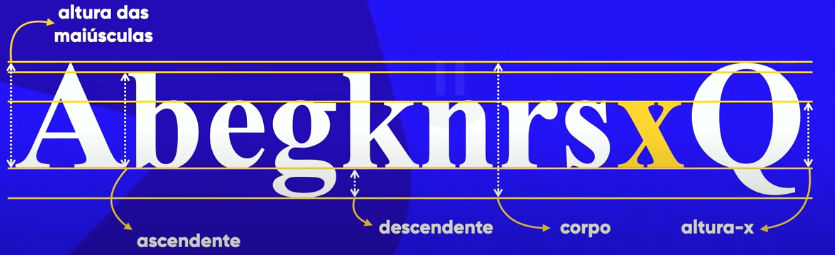 altura das
maiúsculas
AbegknrsxQ
descendente
corpo
altura-x
ascendente